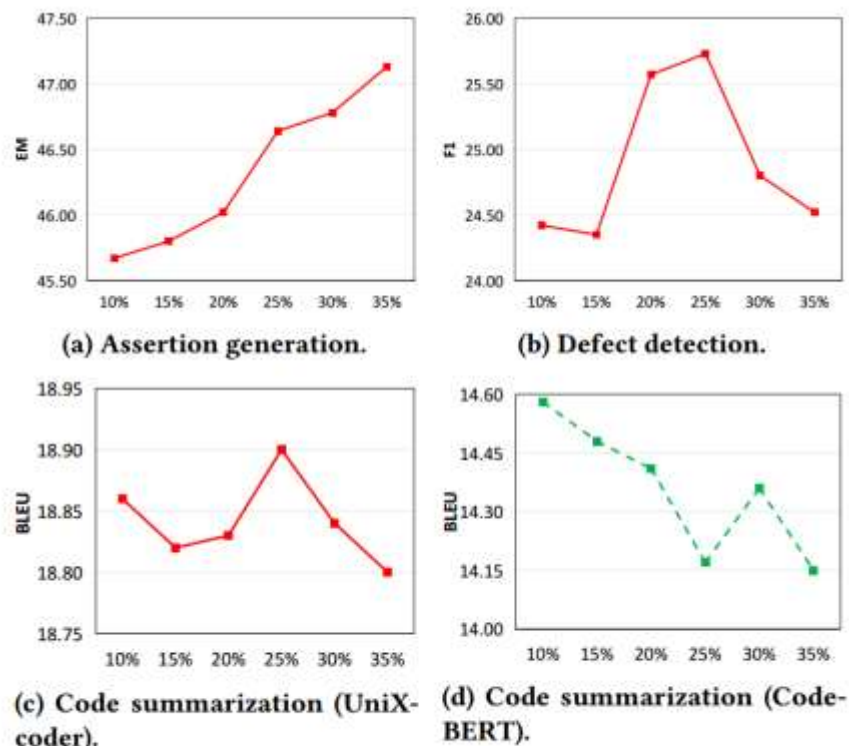 47.50
47.00
46.50
46.00
45.50
EM
10% 15% 20% 25% 30% 35%
(a) Assertion generation.
26.00
25.50
25.00
24.50
24.00
F1
10% 15% 20% 25% 30% 35%
(b) Defect detection.
18.95
18.90
18.85
18.80
18.75
BLEU
10% 15% 20% 25% 30% 35%
(c) Code summarization (UniX-
coder).
14.60
14.45
14.30
14.15
14.00
BLEU
10% 15% 20% 25% 30% 35%
(d) Code summarization (Code-
BERT).